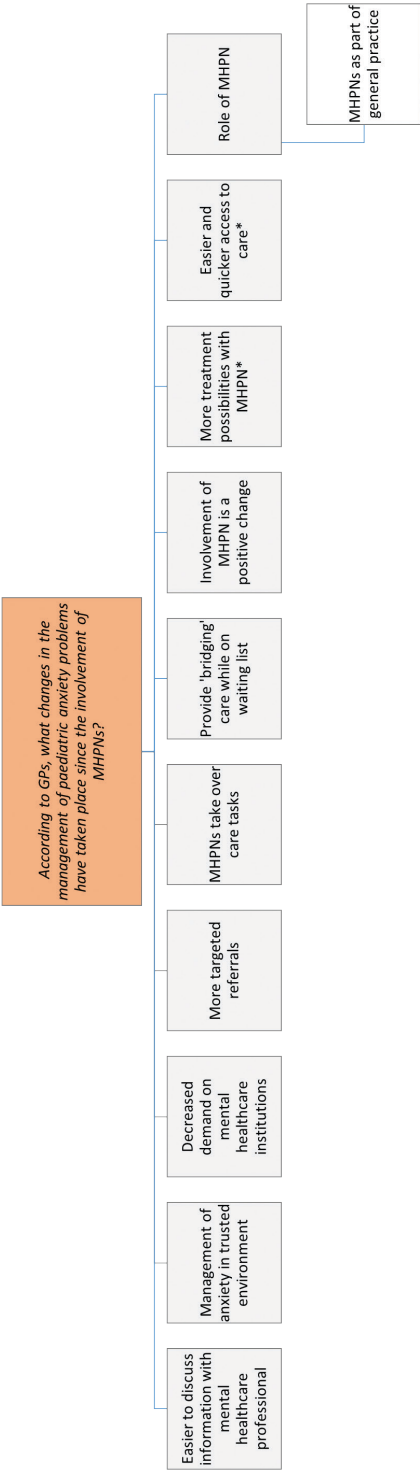 According to GPs, what changes in the
management of paediatric anxiety problems
have taken place since the involvement of
MHPNs?
Easier to discuss
information with
mental
healthcare
professional
Management of
anxiety in trusted
environment
Decreased
demand on
mental
healthcare
institutions
More targeted
referrals
MHPNs take over
care tasks
Provide 'bridging'
care while on
waiting list
Involvement of
MHPN is a
positive change
More treatment
possibilities with
MHPN*
Easier and
quicker access to
care*
Role of MHPN
MHPNs as part of
general practice